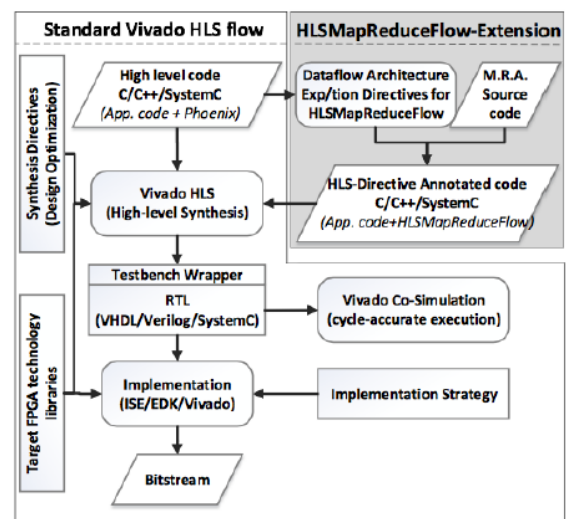 Standard Vivado HLS flow
HLSMapReduceFlow-Extension
Synthesis Directives
(Design Optimization)
High level code
C/C++/SystemC
(App. code + Phoenix)
Dataflow Architecture
Exp/tion Directives for
HLSMapReduceFlow
M.R.A.
Source
code
Vivado HLS
(High-level Synthesis)
HLS-Directive Annotated code
C/C++/SystemC
(App. code+HLSMapReduceFlow)
Testbench Wrapper
RTL
(VHDL/Verilog/SystemC)
Vivado Co-Simulation
(cycle-accurate execution)
Target FPGA technology
libraries
Implementation
(ISE/EDK/Vivado)
Implementation Strategy
Bitstream